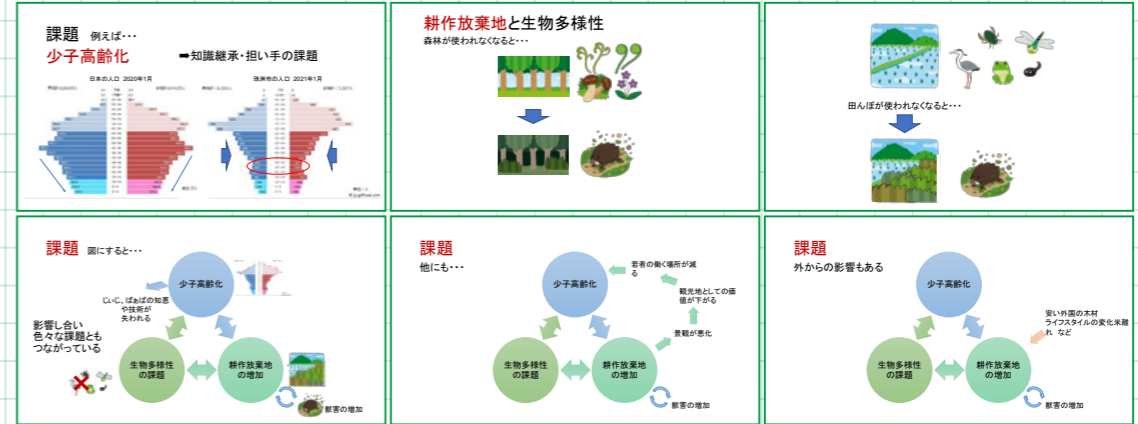 課題 例えば・・・
少子高齢化 ➡知識継承・担い手の課題
日本の人口 2020年1月
珠洲市の人口 2021年1月
耕作放棄地と生物多様性
森林が使われなくなると・・・
田んぼが使われなくなると・・・
課題 図にすると・・・
少子高齢化
じいじ、ばぁばの知恵
や技術が
失われる
影響し合い
色々な課題とも
つながっている
生物多様性
の課題
耕作放棄地
の増加
獣害の増加
課題
他にも・・・
少子高齢化
若者の働く場所が減
る
観光地としての価
値が下がる
景観が悪化
生物多様性
の課題
耕作放棄地
の増加
獣害の増加
課題
外からの影響もある
少子高齢化
安い外国の木材
ライフスタイルの変化米離
れ など
生物多様性
の課題
耕作放棄地
の増加
獣害の増加